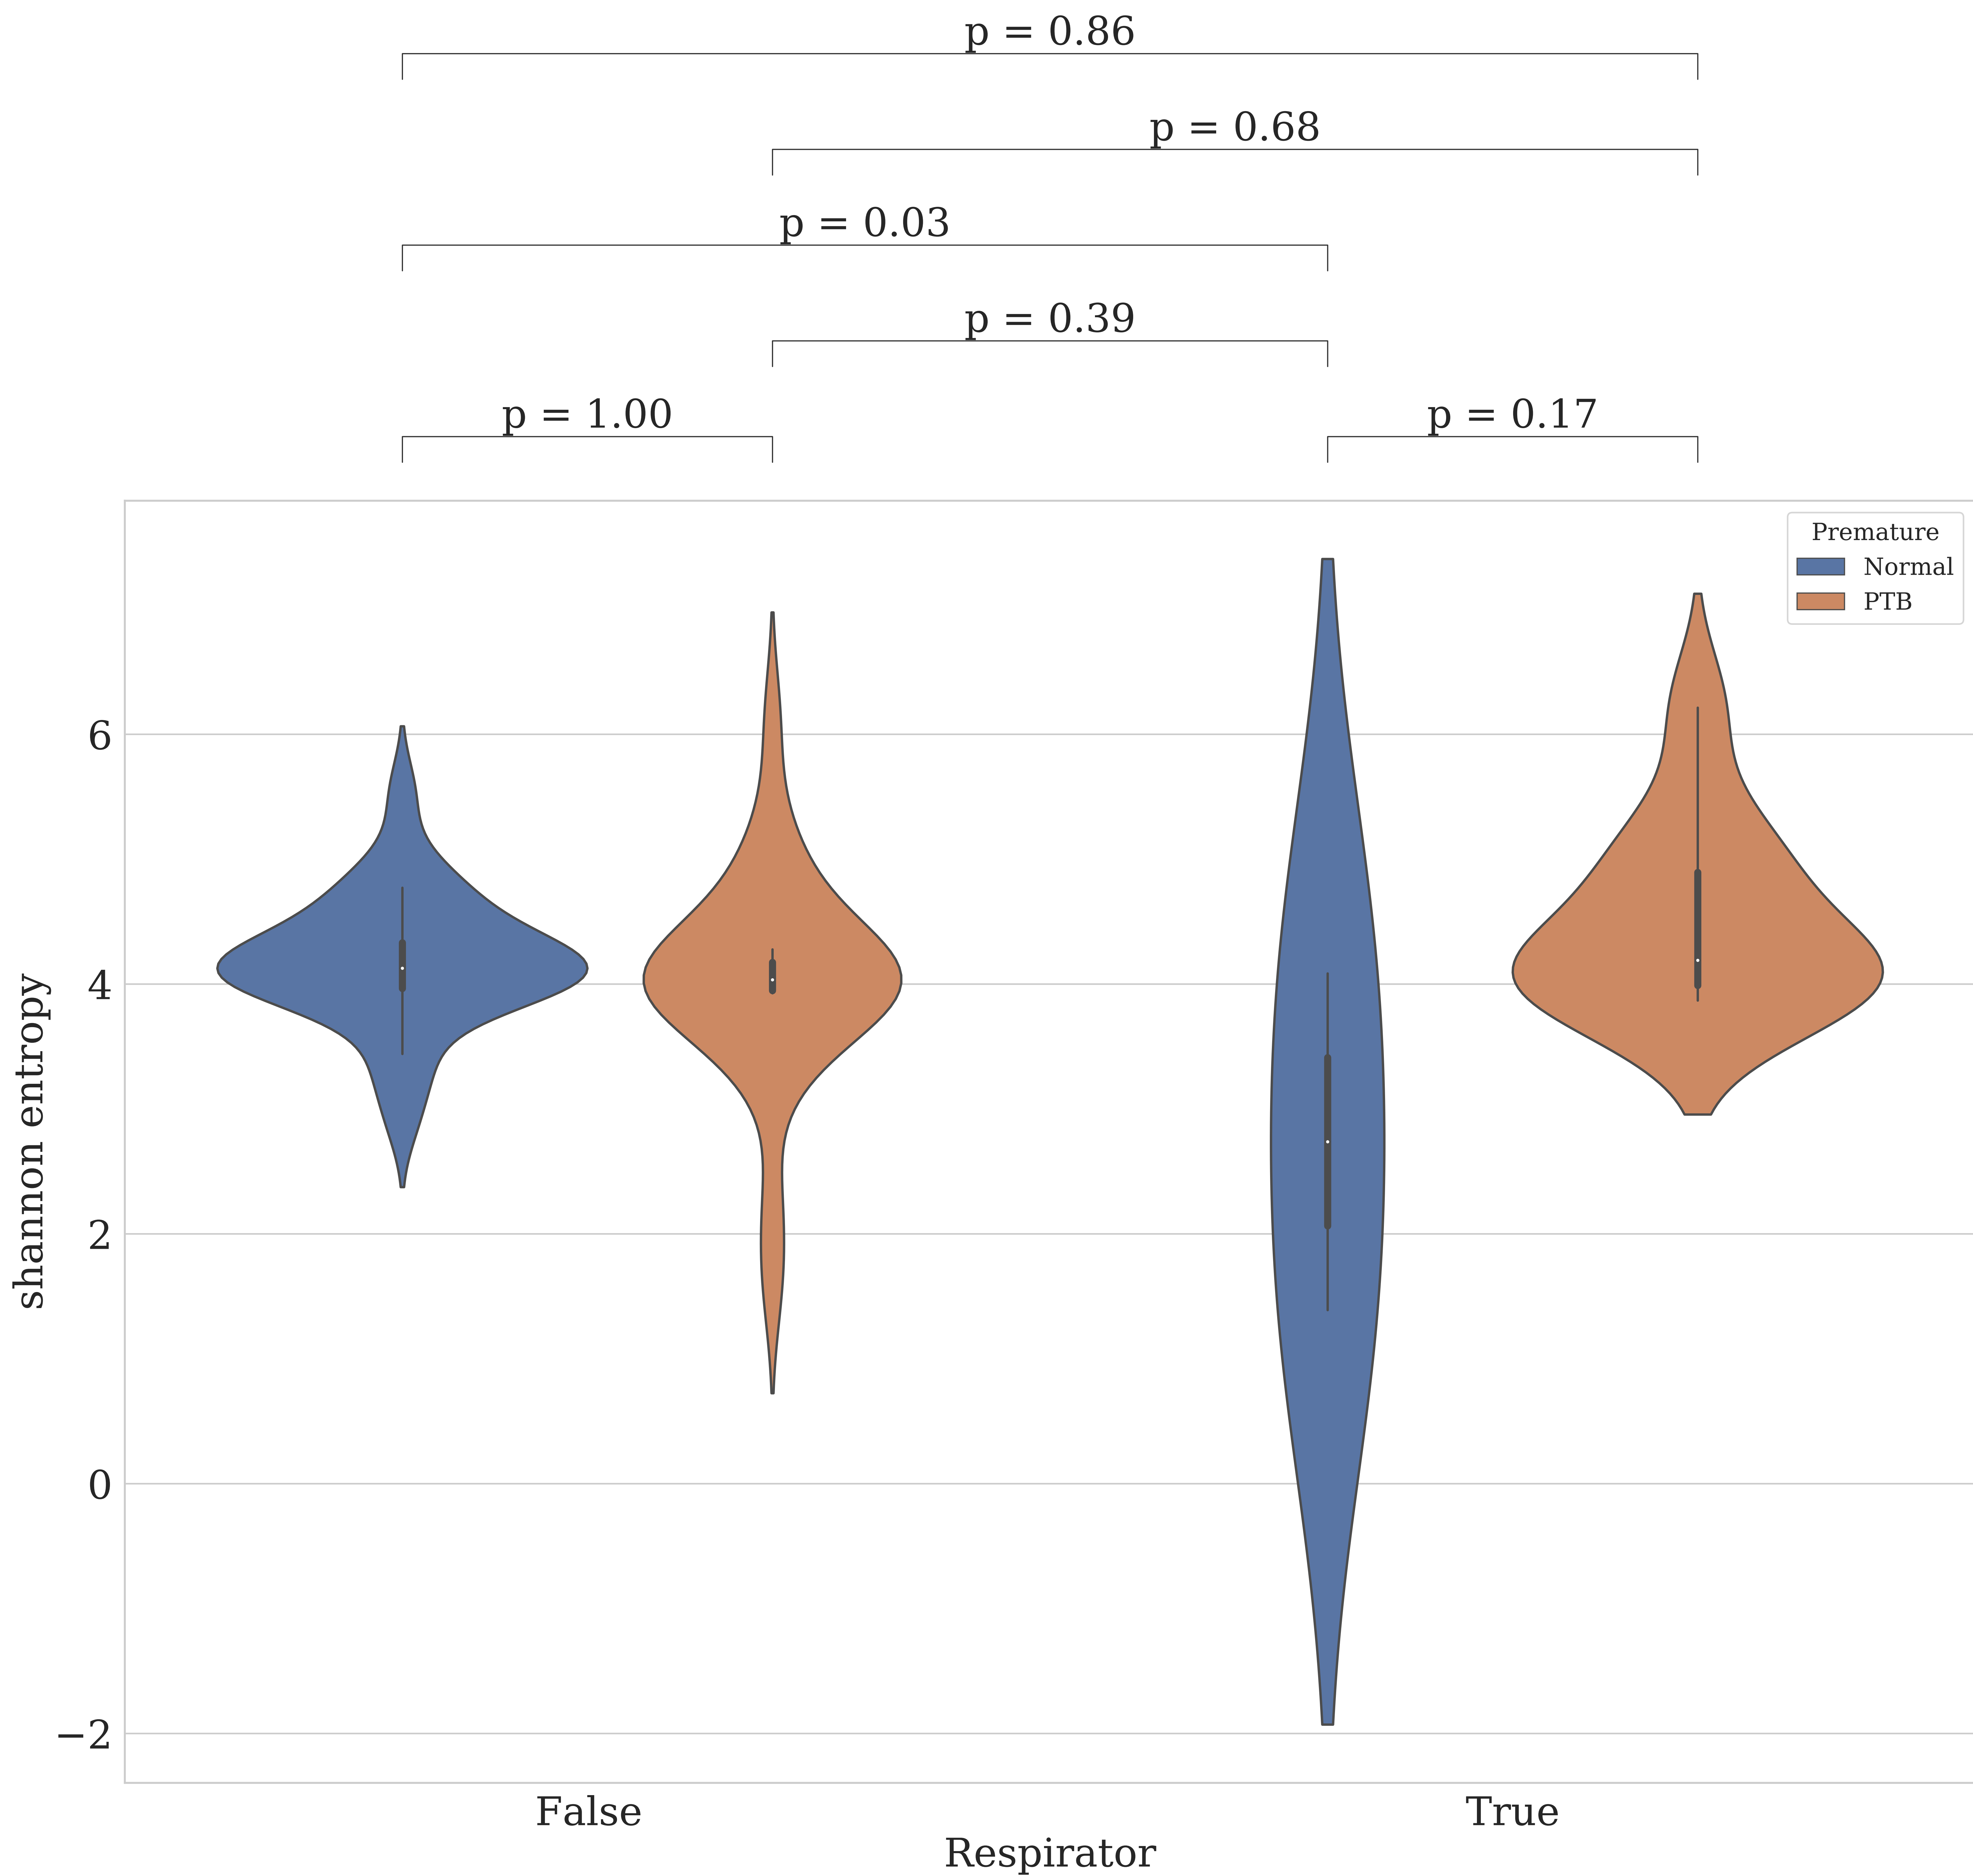 p = 0.86
p = 0.68
p = 0.03
p = 0.39
p = 1.00
p = 0.17
Premature
Normal
PTB
shannon entropy
6
4
2
0
−2
False
True
Respirator